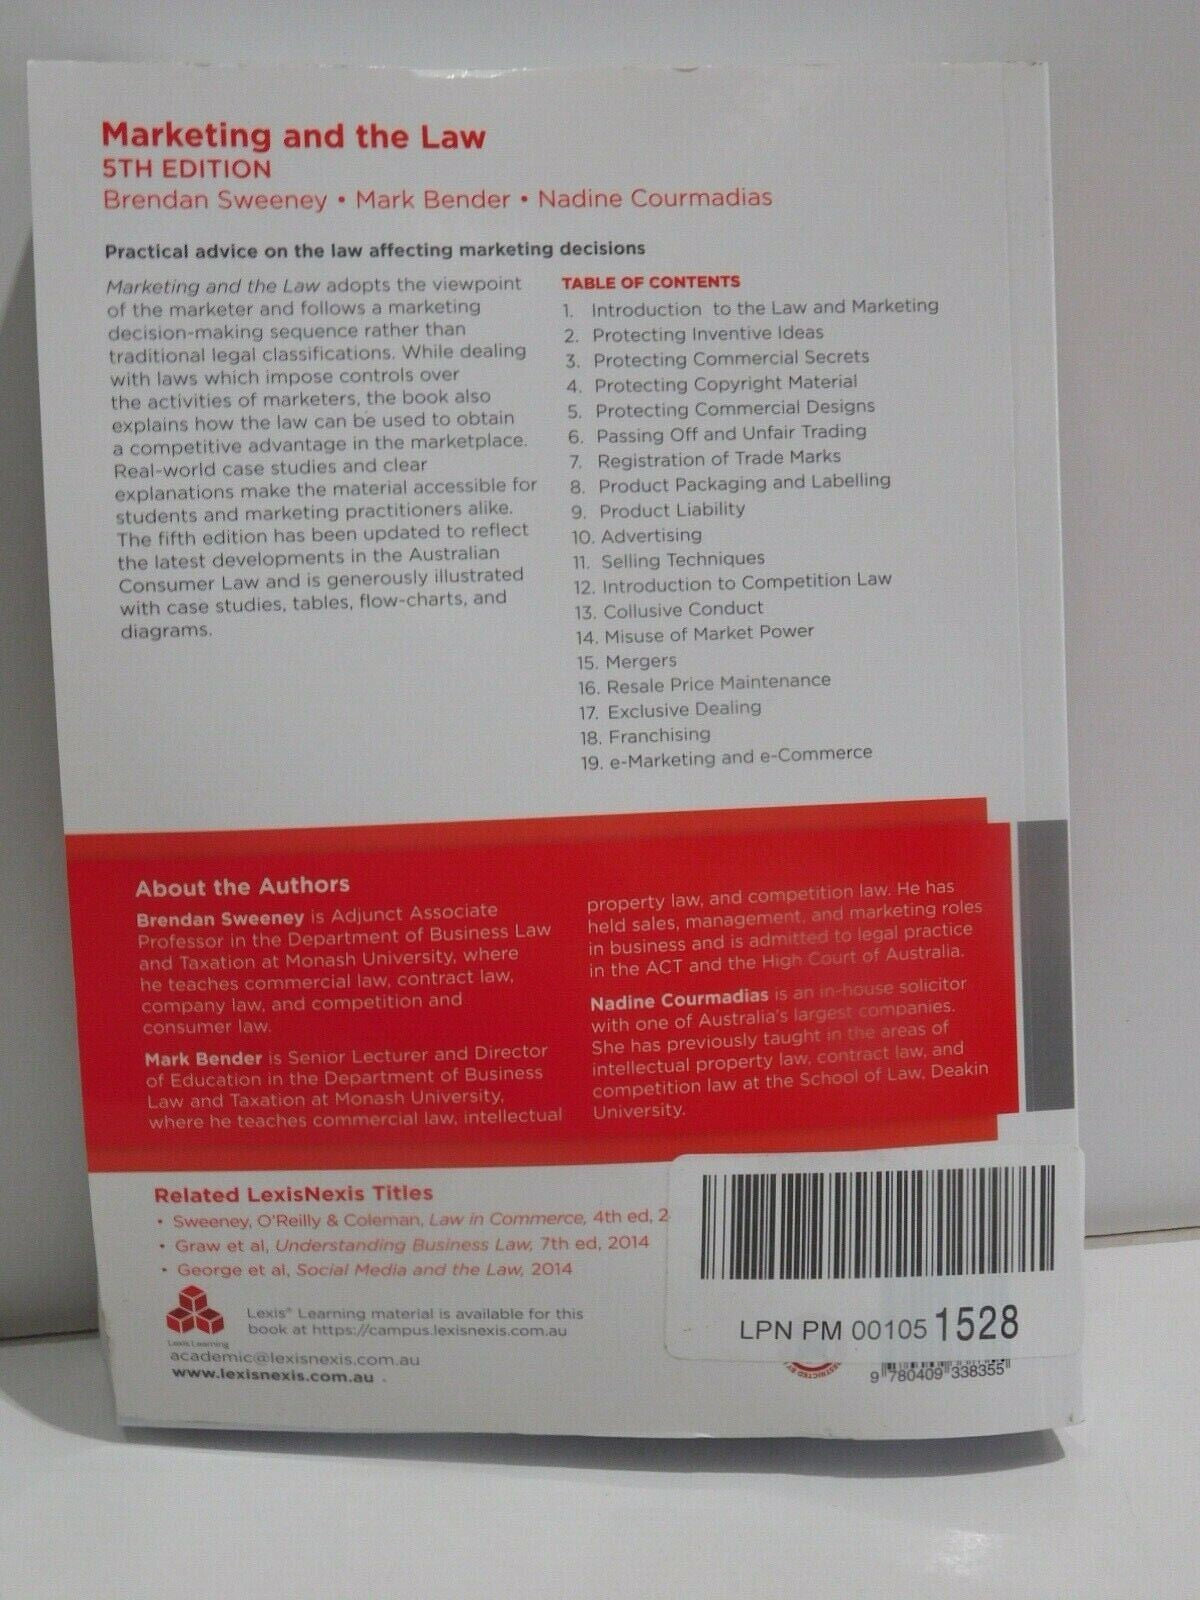 Marketing and the Law
5TH EDITION
Brendan Sweeney • Mark Bender • Nadine Courmadias
Practical advice on the law affecting marketing decisions
Marketing and the Law adopts the viewpoint
of the marketer and follows a marketing
decision-making sequence rather than
traditional legal classifications. While dealing
with laws which impose controls over
the activities of marketers, the book also
explains how the law can be used to obtain
a competitive advantage in the marketplace.
Real-world case studies and clear
explanations make the material accessible for
students and marketing practitioners alike.
The fifth edition has been updated to reflect
the latest developments in the Australian
Consumer Law and is generously illustrated
with case studies, tables, flow-charts, and
diagrams.
TABLE OF CONTENTS
1. Introduction to the Law and Marketing
2. Protecting Inventive Ideas
3. Protecting Commercial Secrets
4. Protecting Copyright Material
5. Protecting Commercial Designs
6. Passing Off and Unfair Trading
7. Registration of Trade Marks
8. Product Packaging and Labelling
9. Product Liability
10. Advertising
11. Selling Techniques
12. Introduction to Competition Law
13. Collusive Conduct
14. Misuse of Market Power
15. Mergers
16. Resale Price Maintenance
17. Exclusive Dealing
18. Franchising
19. e-Marketing and e-Commerce
About the Authors
Brendan Sweeney is Adjunct Associate
Professor in the Department of Business Law
and Taxation at Monash University, where
he teaches commercial law, contract law,
company law, and competition and
consumer law.
Mark Bender is Senior Lecturer and Director
of Education in the Department of Business
Law and Taxation at Monash University,
where he teaches commercial law, intellectual
property law, and competition law. He has
held sales, management, and marketing roles
in business and is admitted to legal practice
in the ACT and the High Court of Australia.
Nadine Courmadias is an in-house solicitor
with one of Australia's largest companies.
She has previously taught in the areas of
intellectual property law, contract law, and
competition law at the School of Law, Deakin
University.
Related LexisNexis Titles
• Sweeney, O'Reilly & Coleman, Law in Commerce, 4th ed, 2
• Graw et al, Understanding Business Law, 7th ed, 2014
• George et al, Social Media and the Law, 2014
Lexis® Learning material is available for this
book at https://campus.lexisnexis.com.au
Lexis Learning
academic@lexisnexis.com.au
www.lexisnexis.com.au
LPN PM 00105 1528
9 780409 338355